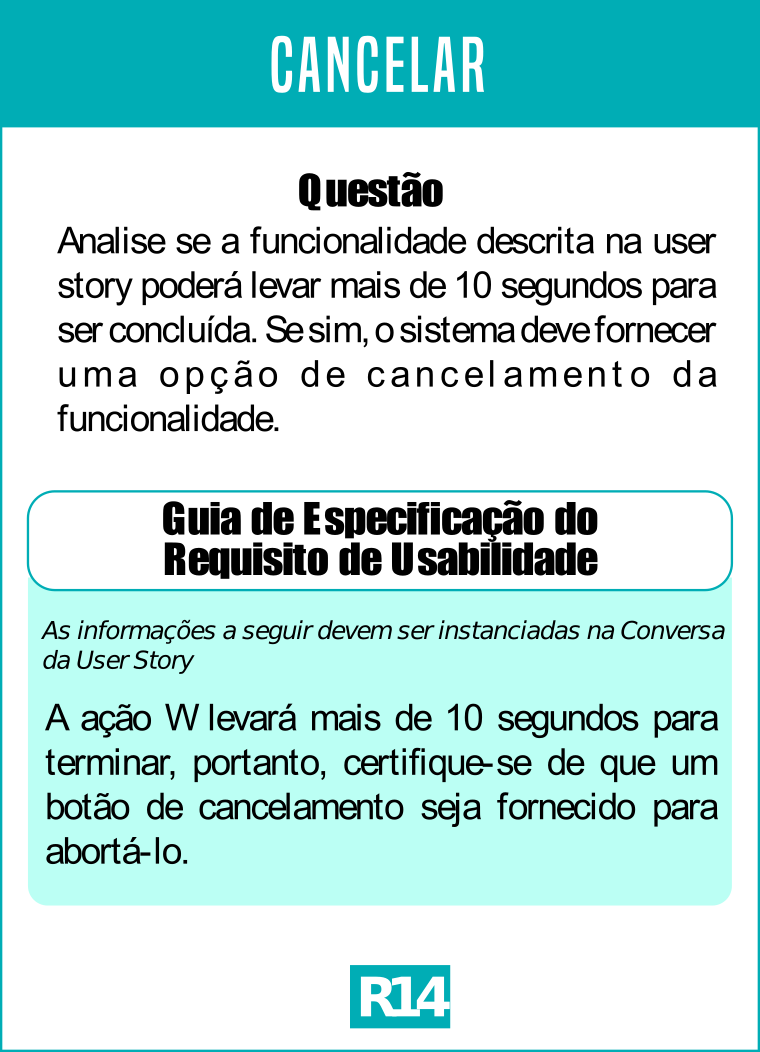 CANCELAR
Questão
Analise se a funcionalidade descrita na user
story poderá levar mais de 10 segundos para
ser concluída. Se sim, o sistema deve fornecer
uma opção de cancelamento da
funcionalidade.
Guia de Especificação do
Requisito de Usabilidade
As informações a seguir devem ser instanciadas na Conversa
da User Story
A ação W levará mais de 10 segundos para
terminar, portanto, certifique-se de que um
botão de cancelamento seja fornecido para
abortá-lo.
R14